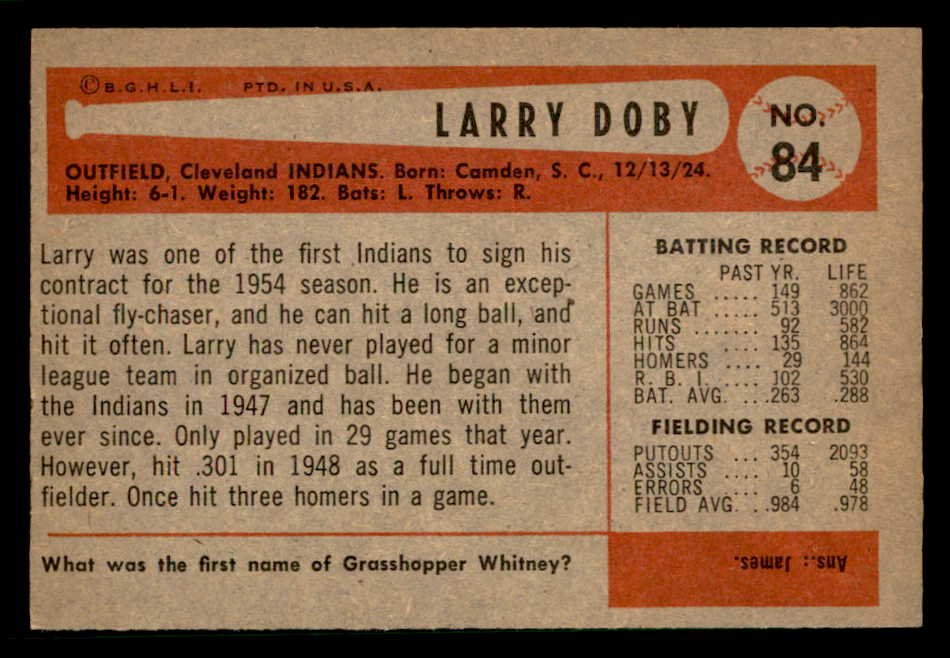 © B.G.H.L.I. PTD. IN U.S.A.
LARRY DOBY
NO.
84
OUTFIELD, Cleveland INDIANS. Born: Camden, S. C., 12/13/24.
Height: 6-1. Weight: 182. Bats: L. Throws: R.
Larry was one of the first Indians to sign his
contract for the 1954 season. He is an excep-
tional fly-chaser, and he can hit a long ball, and
hit it often. Larry has never played for a minor
league team in organized ball. He began with
the Indians in 1947 and has been with them
ever since. Only played in 29 games that year.
However, hit .301 in 1948 as a full time out-
fielder. Once hit three homers in a game.
BATTING RECORD
PAST YR. LIFE
GAMES ..... 149 862
AT BAT ..... 513 3000
RUNS ....... 92 582
HITS .... 135 864
HOMERS .... 29 144
R. B. I. .... 102 530
BAT. AVG. ...263 .288
FIELDING RECORD
PUTOUTS ... 354 2093
ASSISTS .... 10 58
ERRORS .... 6 48
FIELD AVG. ..984 .978
What was the first name of Grasshopper Whitney?
Ans.: James.